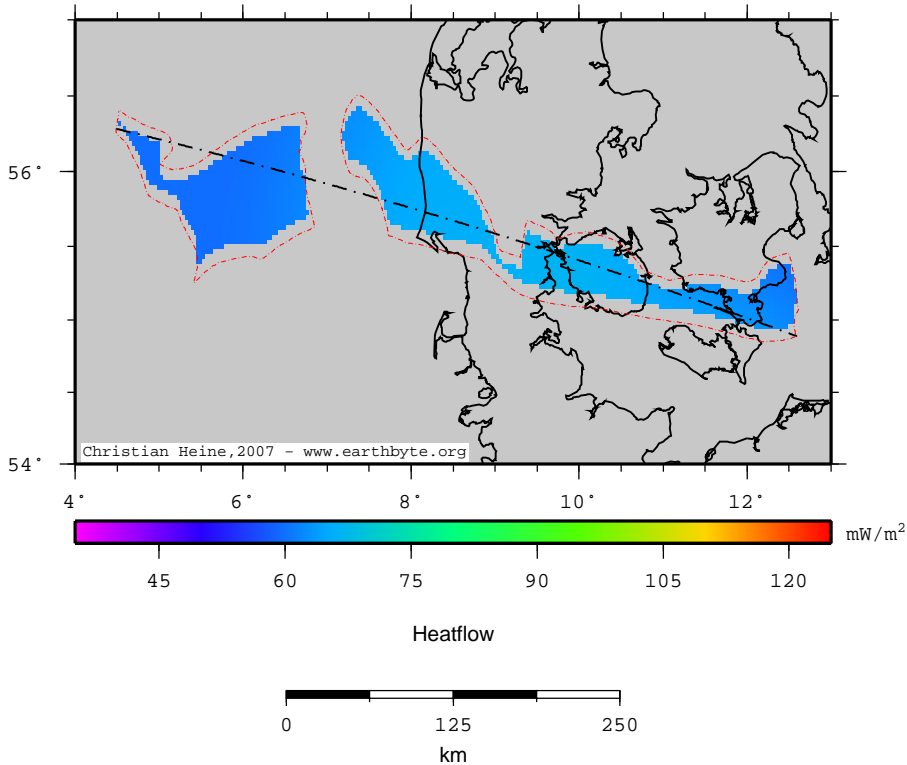 56°
54°
Christian Heine,2007 - www.earthbyte.org
4° 6° 8° 10° 12°
mW/m²
45 60 75 90 105 120
Heatflow
0 125 250
km